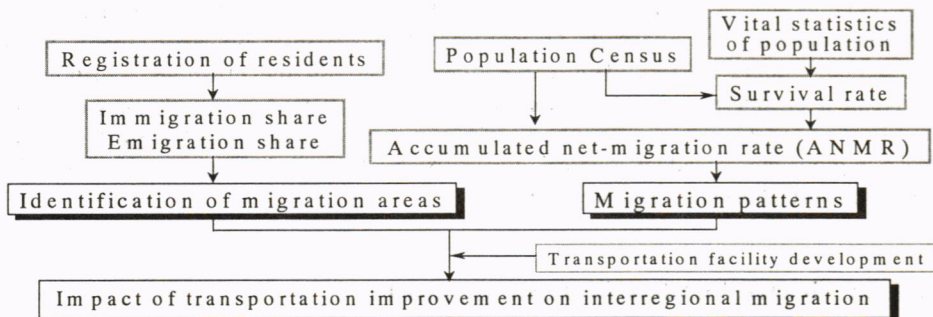 Vital statistics
of population
Registration of residents
Population Census
Survival rate
Immigration share
Emigration share
Accumulated net-migration rate (ANMR)
Identification of migration areas
Migration patterns
Transportation facility development
Impact of transportation improvement on interregional migration